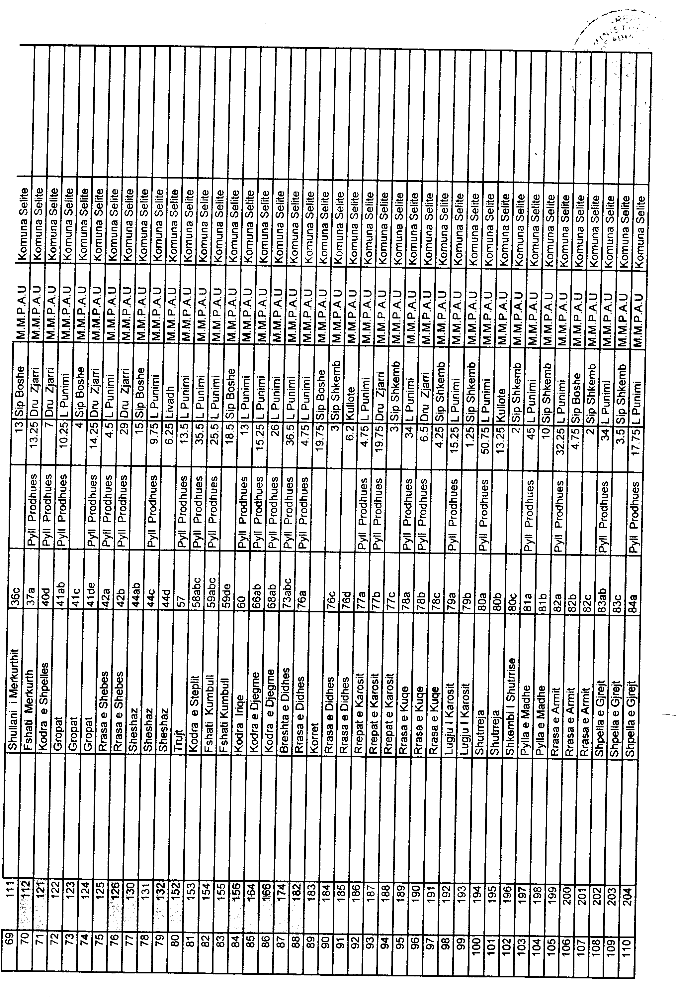 69 111 Shullani i Merkurthit 36c 13 Sip Boshe M.M.P.A.U Komuna Selite
70 112 Fshati Merkurth 37a Pyll Prodhues 13.25 Dru Zjarri M.M.P.A.U Komuna Selite
71 121 Kodra e Shpelles 40d Pyll Prodhues 7 Dru Zjarri M.M.P.A.U Komuna Selite
72 122 Gropat 41ab Pyll Prodhues 10.25 L Punimi M.M.P.A.U Komuna Selite
73 123 Gropat 41c 4 Sip Boshe M.M.P.A.U Komuna Selite
74 124 Gropat 41de Pyll Prodhues 14.25 Dru Zjarri M.M.P.A.U Komuna Selite
75 125 Rrasa e Shebes 42a Pyll Prodhues 4.5 L Punimi M.M.P.A.U Komuna Selite
76 126 Rrasa e Shebes 42b Pyll Prodhues 29 Dru Zjarri M.M.P.A.U Komuna Selite
77 130 Sheshaz 44ab 15 Sip Boshe M.M.P.A.U Komuna Selite
78 131 Sheshaz 44c Pyll Prodhues 9.75 L Punimi M.M.P.A.U Komuna Selite
79 132 Sheshaz 44d 6.25 Livadh M.M.P.A.U Komuna Selite
80 152 Trujt 57 Pyll Prodhues 13.5 L Punimi M.M.P.A.U Komuna Selite
81 153 Kodra e Steplit 58abc Pyll Prodhues 35.5 L Punimi M.M.P.A.U Komuna Selite
82 154 Fshati Kumbull 59abc Pyll Prodhues 25.5 L Punimi M.M.P.A.U Komuna Selite
83 155 Fshati Kumbull 59de 18.5 Sip Boshe M.M.P.A.U Komuna Selite
84 156 Kodra Iriqe 60 Pyll Prodhues 13 L Punimi M.M.P.A.U Komuna Selite
85 164 Kodra e Djegme 66ab Pyll Prodhues 15.25 L Punimi M.M.P.A.U Komuna Selite
86 166 Kodra e Djegme 68ab Pyll Prodhues 26 L Punimi M.M.P.A.U Komuna Selite
87 174 Breshta e Didhes 73abc Pyll Prodhues 36.5 L Punimi M.M.P.A.U Komuna Selite
88 182 Rrasa e Didhes 76a Pyll Prodhues 4.75 L Punimi M.M.P.A.U Komuna Selite
89 183 Korret 19.75 Sip Boshe M.M.P.A.U Komuna Selite
90 184 Rrasa e Didhes 76c 3 Sip Shkemb M.M.P.A.U Komuna Selite
91 185 Rrasa e Didhes 76d 6.2 Kullote M.M.P.A.U Komuna Selite
92 186 Rrepat e Karosit 77a Pyll Prodhues 4.75 L Punimi M.M.P.A.U Komuna Selite
93 187 Rrepat e Karosit 77b Pyll Prodhues 19.75 Dru Zjarri M.M.P.A.U Komuna Selite
94 188 Rrepat e Karosit 77c 3 Sip Shkemb M.M.P.A.U Komuna Selite
95 189 Rrasa e Kuqe 78a Pyll Prodhues 34 L Punimi M.M.P.A.U Komuna Selite
96 190 Rrasa e Kuqe 78b Pyll Prodhues 6.5 Dru Zjarri M.M.P.A.U Komuna Selite
97 191 Rrasa e Kuqe 78c 4.25 Sip Shkemb M.M.P.A.U Komuna Selite
98 192 Lugju I Karosit 79a Pyll Prodhues 15.25 L Punimi M.M.P.A.U Komuna Selite
99 193 Lugju I Karosit 79b 1.25 Sip Shkemb M.M.P.A.U Komuna Selite
100 194 Shutrreja 80a Pyll Prodhues 50.75 L Punimi M.M.P.A.U Komuna Selite
101 195 Shutrreja 80b 13.25 Kullote M.M.P.A.U Komuna Selite
102 196 Shkembi I Shutrrise 80c 2 Sip Shkemb M.M.P.A.U Komuna Selite
103 197 Pylla e Madhe 81a Pyll Prodhues 45 L Punimi M.M.P.A.U Komuna Selite
104 198 Pylla e Madhe 81b 10 Sip Shkemb M.M.P.A.U Komuna Selite
105 199 Rrasa e Armit 82a Pyll Prodhues 32.25 L Punimi M.M.P.A.U Komuna Selite
106 200 Rrasa e Armit 82b 4.75 Sip Boshe M.M.P.A.U Komuna Selite
107 201 Rrasa e Armit 82c 2 Sip Shkemb M.M.P.A.U Komuna Selite
108 202 Shpella e Gjrejt 83ab Pyll Prodhues 34 L Punimi M.M.P.A.U Komuna Selite
109 203 Shpella e Gjrejt 83c 3.5 Sip Shkemb M.M.P.A.U Komuna Selite
110 204 Shpella e Gjrejt 84a Pyll Prodhues 17.75 L Punimi M.M.P.A.U Komuna Selite